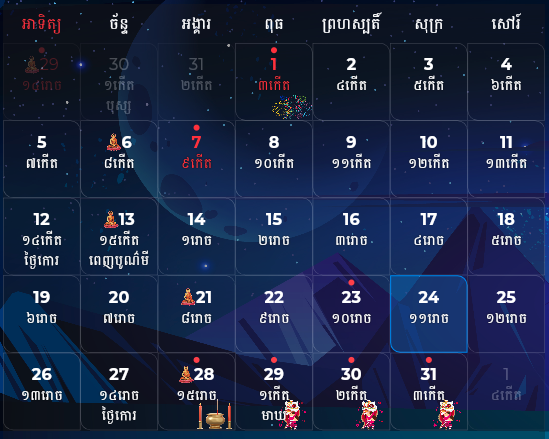 អាទិត្យ ច័ន្ទ អង្គារ ពុធ ព្រហស្បតិ៍ សុក្រ សៅរ៍
29 30 31 1 2 3 4
១៤រោច ១កើត ២កើត ៣កើត ៤កើត ៥កើត ៦កើត
បុស្ស
5 6 7 8 9 10 11
៧កើត ៨កើត ៩កើត ១០កើត ១១កើត ១២កើត ១៣កើត
12 13 14 15 16 17 18
១៤កើត ១៥កើត ១រោច ២រោច ៣រោច ៤រោច ៥រោច
ថ្ងៃកោរ ពេញបូណ៌មី
19 20 21 22 23 24 25
៦រោច ៧រោច ៨រោច ៩រោច ១០រោច ១១រោច ១២រោច
26 27 28 29 30 31 1
១៣រោច ១៤រោច ១៥រោច ១កើត ២កើត ៣កើត ៤កើត
ថ្ងៃកោរ មាឃ